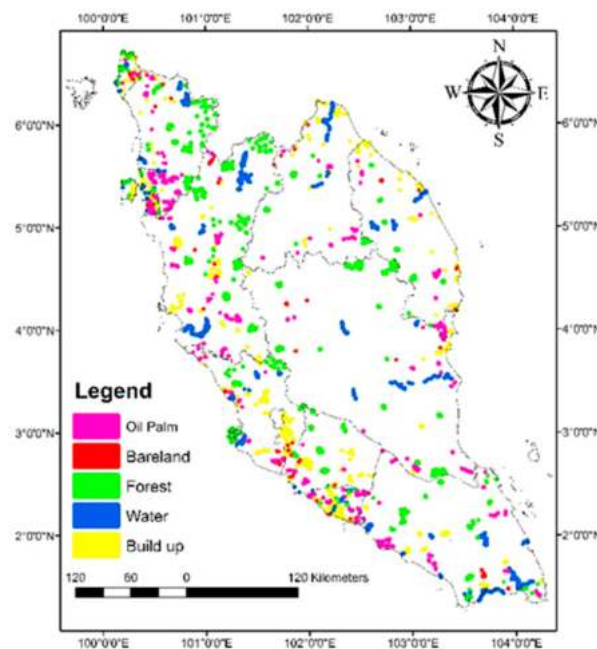 100°0'0"E 101°0'0"E 102°0'0"E 103°0'0"E 104°0'0"E
N
W E
S
6°0'0"N 6°0'0"N
5°0'0"N 5°0'0"N
4°0'0"N 4°0'0"N
3°0'0"N 3°0'0"N
2°0'0"N 2°0'0"N
Legend
Oil Palm
Bareland
Forest
Water
Build up
120 60 0 120 Kilometers
100°0'0"E 101°0'0"E 102°0'0"E 103°0'0"E 104°0'0"E